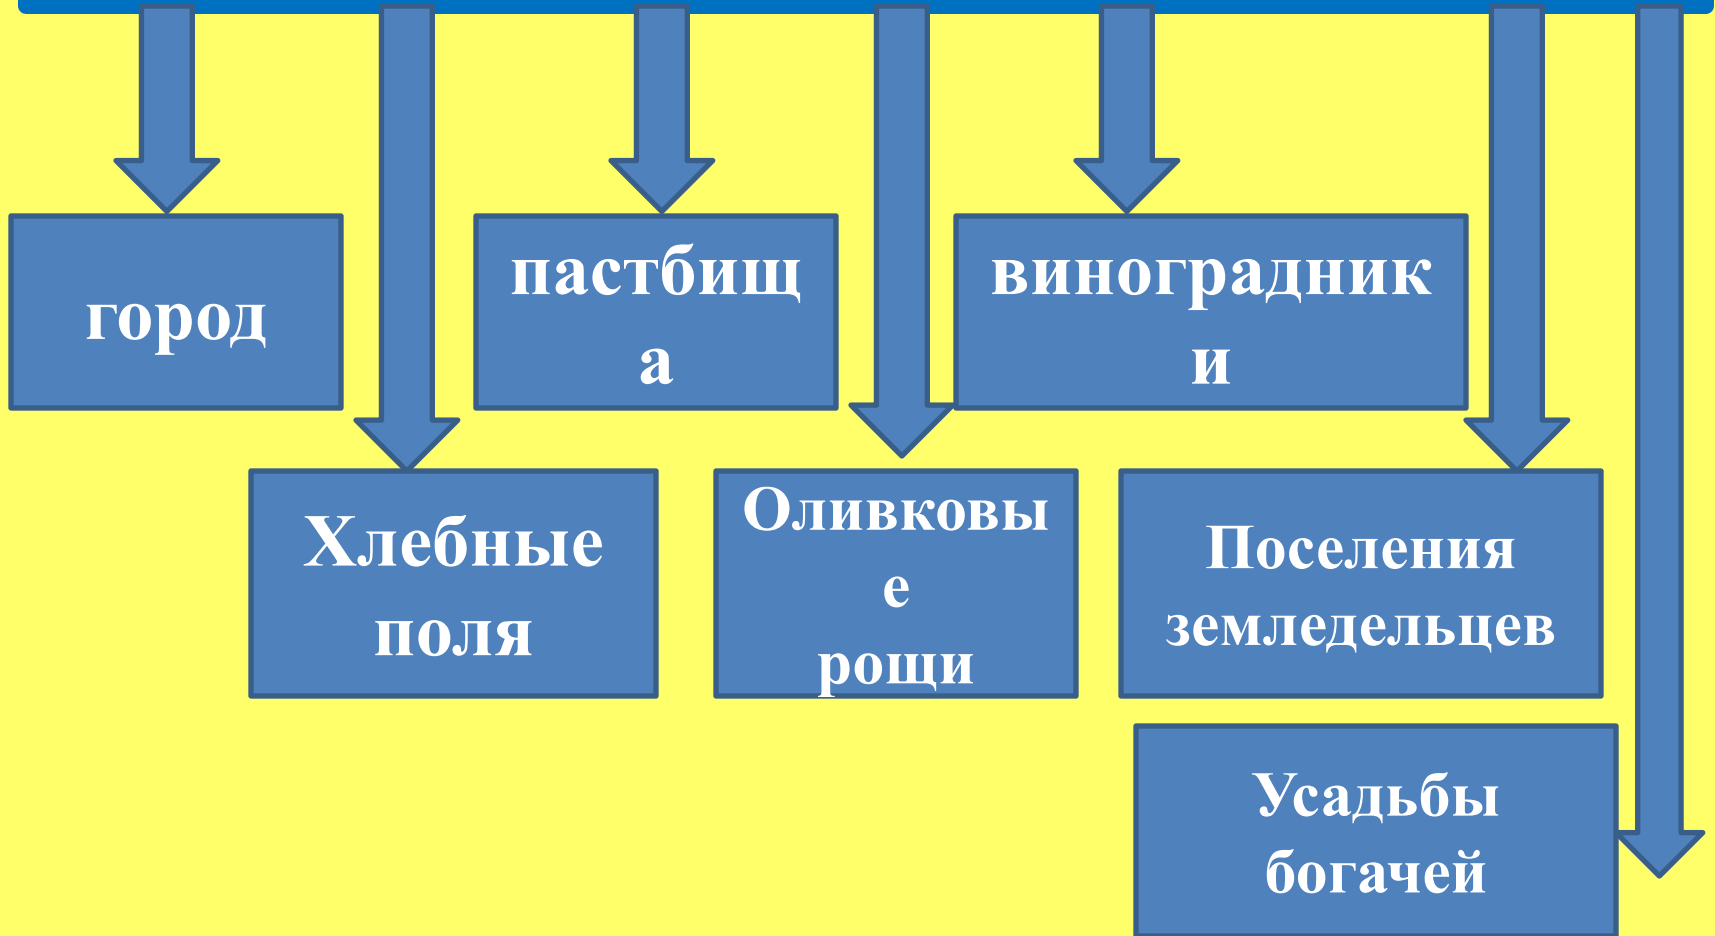 город
пастбищ
а
виноградник
и
Хлебные
поля
Оливковы
е
рощи
Поселения
земледельцев
Усадьбы
богачей